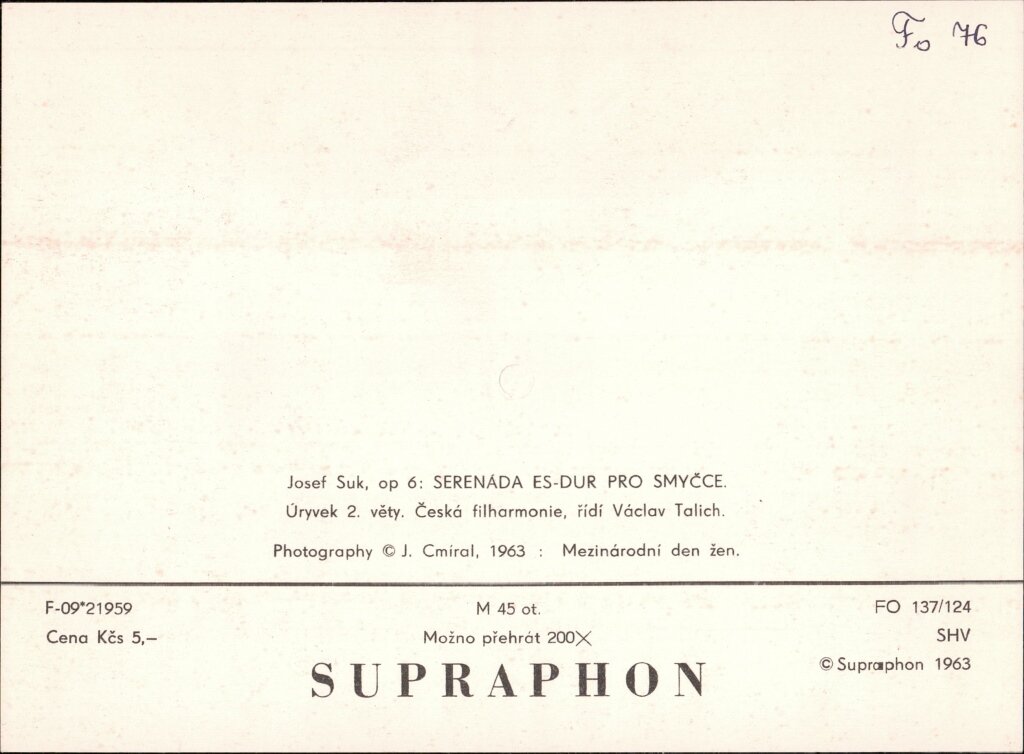 Fo 76
Josef Suk, op 6: SERENÁDA ES-DUR PRO SMYČCE.
Úryvek 2. věty. Česká filharmonie, řídí Václav Talich.
Photography © J. Cmíral, 1963 : Mezinárodní den žen.
F-09*21959
Cena Kčs 5,–
M 45 ot.
Možno přehrát 200X
SUPRAPHON
FO 137/124
SHV
© Supraphon 1963